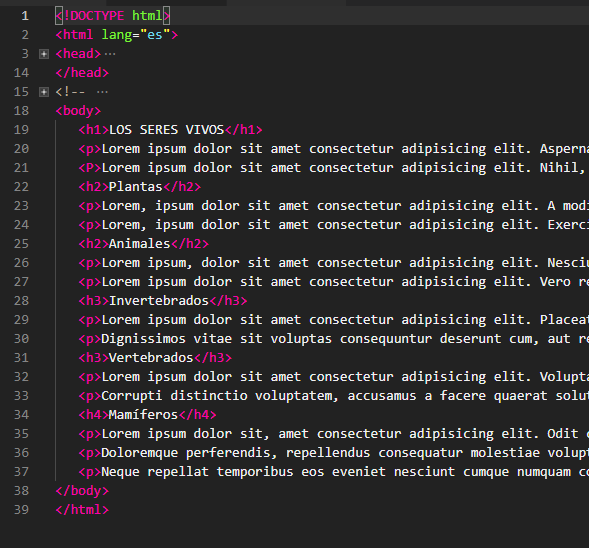 1 <!DOCTYPE html>
2 <html lang="es">
3 <head>…
14 </head>
15 <!-- …
18 <body>
19 <h1>LOS SERES VIVOS</h1>
20 <p>Lorem ipsum dolor sit amet consectetur adipisicing elit. Asperna
21 <P>Lorem ipsum dolor sit amet consectetur adipisicing elit. Nihil,
22 <h2>Plantas</h2>
23 <p>Lorem, ipsum dolor sit amet consectetur adipisicing elit. A modi
24 <p>Lorem, ipsum dolor sit amet consectetur adipisicing elit. Exerci
25 <h2>Animales</h2>
26 <p>Lorem ipsum, dolor sit amet consectetur adipisicing elit. Nesciu
27 <p>Lorem ipsum dolor sit amet consectetur adipisicing elit. Vero re
28 <h3>Invertebrados</h3>
29 <p>Lorem ipsum dolor sit amet consectetur adipisicing elit. Placeat
30 <p>Dignissimos vitae sit voluptas consequuntur deserunt cum, aut re
31 <h3>Vertebrados</h3>
32 <p>Lorem ipsum dolor sit amet consectetur adipisicing elit. Volupta
33 <p>Corrupti distinctio voluptatem, accusamus a facere quaerat solut
34 <h4>Mamíferos</h4>
35 <p>Lorem ipsum dolor sit, amet consectetur adipisicing elit. Odit
36 <p>Doloremque perferendis, repellendus consequatur molestiae volupt
37 <p>Neque repellat temporibus eos eveniet nesciunt cumque numquam co
38 </body>
39 </html>